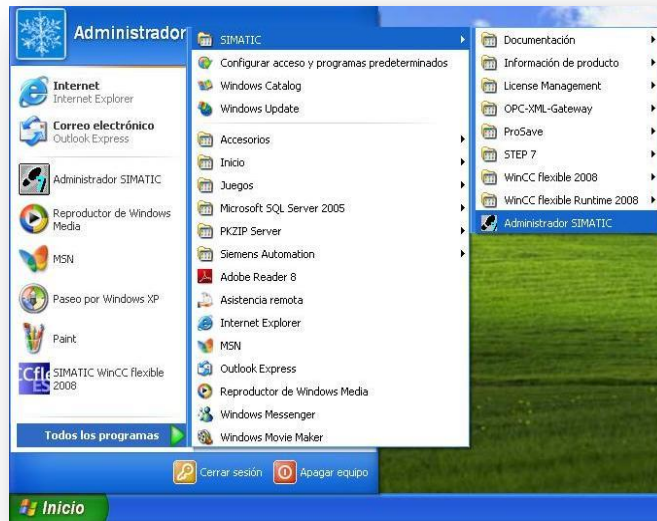 Administrador
Internet
Internet Explorer
Correo electrónico
Outlook Express
Administrador SIMATIC
Reproductor de Windows
Media
MSN
Paseo por Windows XP
Paint
SIMATIC WinCC flexible
2008
Todos los programas
SIMATIC
Configurar acceso y programas predeterminados
Windows Catalog
Windows Update
Accesorios
Inicio
Juegos
Microsoft SQL Server 2005
PKZIP Server
Siemens Automation
Adobe Reader 8
Asistencia remota
Internet Explorer
MSN
Outlook Express
Reproductor de Windows Media
Windows Messenger
Windows Movie Maker
Documentación
Información de producto
License Management
OPC-XML-Gateway
ProSave
STEP 7
WinCC flexible 2008
WinCC flexible Runtime 2008
Administrador SIMATIC
Cerrar sesión
Apagar equipo
Inicio